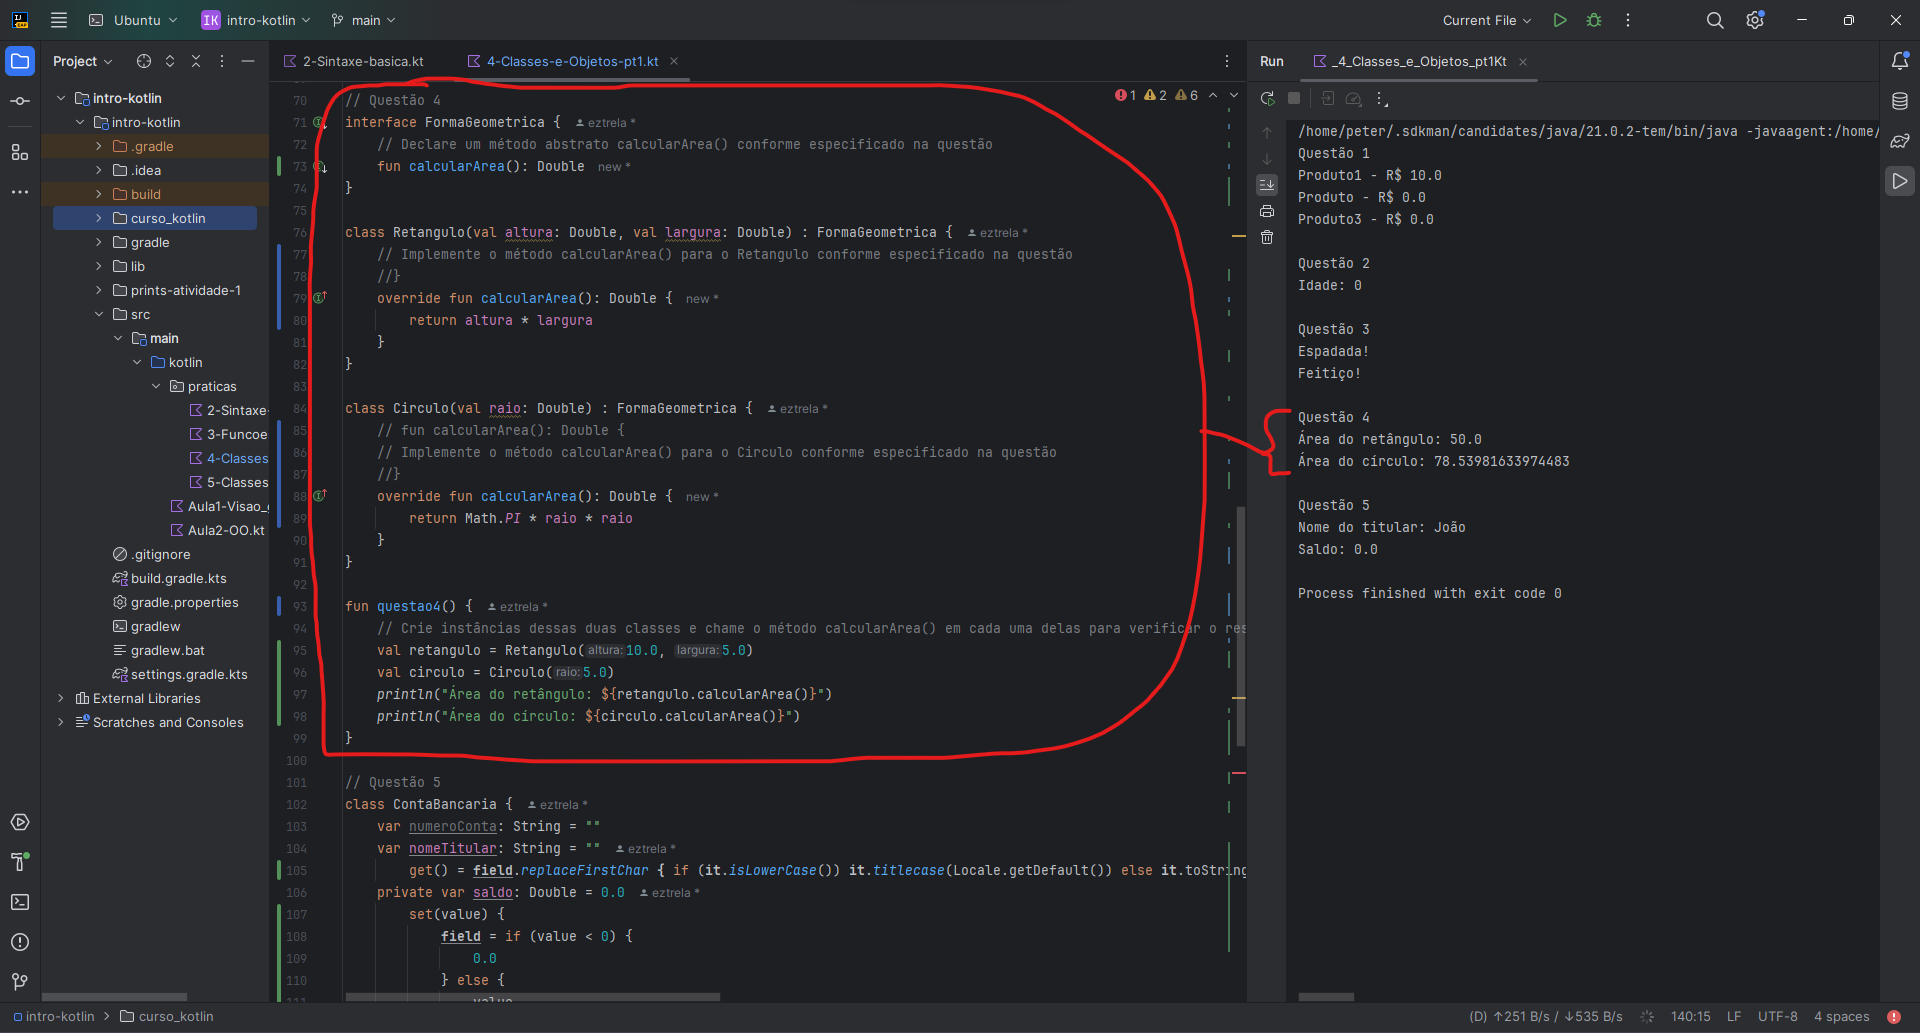 Ubuntu
IK intro-kotlin
main
Current File
Project
2-Sintaxe-basica.kt
4-Classes-e-Objetos-pt1.kt
Run
_4_Classes_e_Objetos_pt1Kt
intro-kotlin
intro-kotlin
.gradle
.idea
build
curso_kotlin
gradle
lib
prints-atividade-1
src
main
kotlin
praticas
2-Sintaxe-
3-Funcoe
4-Classes
5-Classes
Aula1-Visao_
Aula2-OO.kt
.gitignore
build.gradle.kts
gradle.properties
gradlew
gradlew.bat
settings.gradle.kts
External Libraries
Scratches and Consoles
1 2 6
70 // Questão 4
71 interface FormaGeometrica { eztrela *
72 // Declare um método abstrato calcularArea() conforme especificado na questão
73 fun calcularArea(): Double new *
74 }
75
76 class Retangulo(val altura: Double, val largura: Double) : FormaGeometrica { eztrela *
77 // Implemente o método calcularArea() para o Retangulo conforme especificado na questão
78 //}
79 override fun calcularArea(): Double { new *
80 return altura * largura
81 }
82 }
83
84 class Circulo(val raio: Double) : FormaGeometrica { eztrela *
85 // fun calcularArea(): Double {
86 // Implemente o método calcularArea() para o Circulo conforme especificado na questão
87 //}
88 override fun calcularArea(): Double { new *
89 return Math.PI * raio * raio
90 }
91 }
92
93 fun questao4() { eztrela *
94 // Crie instâncias dessas duas classes e chame o método calcularArea() em cada uma delas para verificar o res
95 val retangulo = Retangulo( altura: 10.0, largura: 5.0)
96 val circulo = Circulo( raio: 5.0)
97 println("Área do retângulo: ${retangulo.calcularArea()}")
98 println("Área do círculo: ${circulo.calcularArea()}")
99 }
100
101 // Questão 5
102 class ContaBancaria { eztrela *
103 var numeroConta: String = ""
104 var nomeTitular: String = "" eztrela *
105 get() = field.replaceFirstChar { if (it.isLowerCase()) it.titlecase(Locale.getDefault()) else it.toString
106 private var saldo: Double = 0.0 eztrela *
107 set(value) {
108 field = if (value < 0) {
109 0.0
110 } else {
111 value
/home/peter/.sdkman/candidates/java/21.0.2-tem/bin/java -javaagent:/home/
Questão 1
Produto1 - R$ 10.0
Produto - R$ 0.0
Produto3 - R$ 0.0
Questão 2
Idade: 0
Questão 3
Espadada!
Feitiço!
Questão 4
Área do retângulo: 50.0
Área do círculo: 78.53981633974483
Questão 5
Nome do titular: João
Saldo: 0.0
Process finished with exit code 0
intro-kotlin > curso_kotlin
(D) ↑251 B/s / ↓535 B/s
140:15
LF
UTF-8
4 spaces